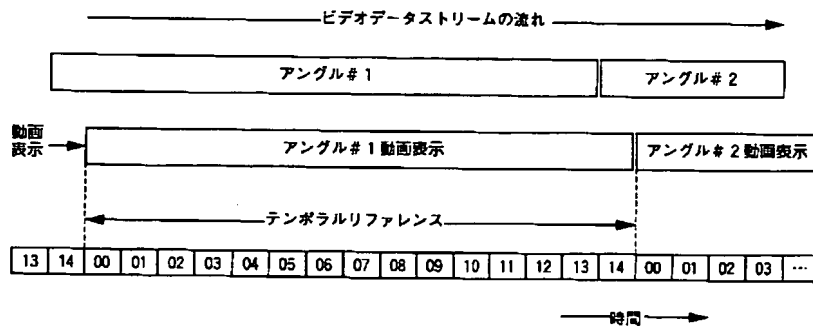 ビデオデータストリームの流れ
アングル#1 アングル#2
動画表示
アングル#1動画表示 アングル#2動画表示
テンポラルリファレンス
13 14 00 01 02 03 04 05 06 07 08 09 10 11 12 13 14 00 01 02 03 …
時間